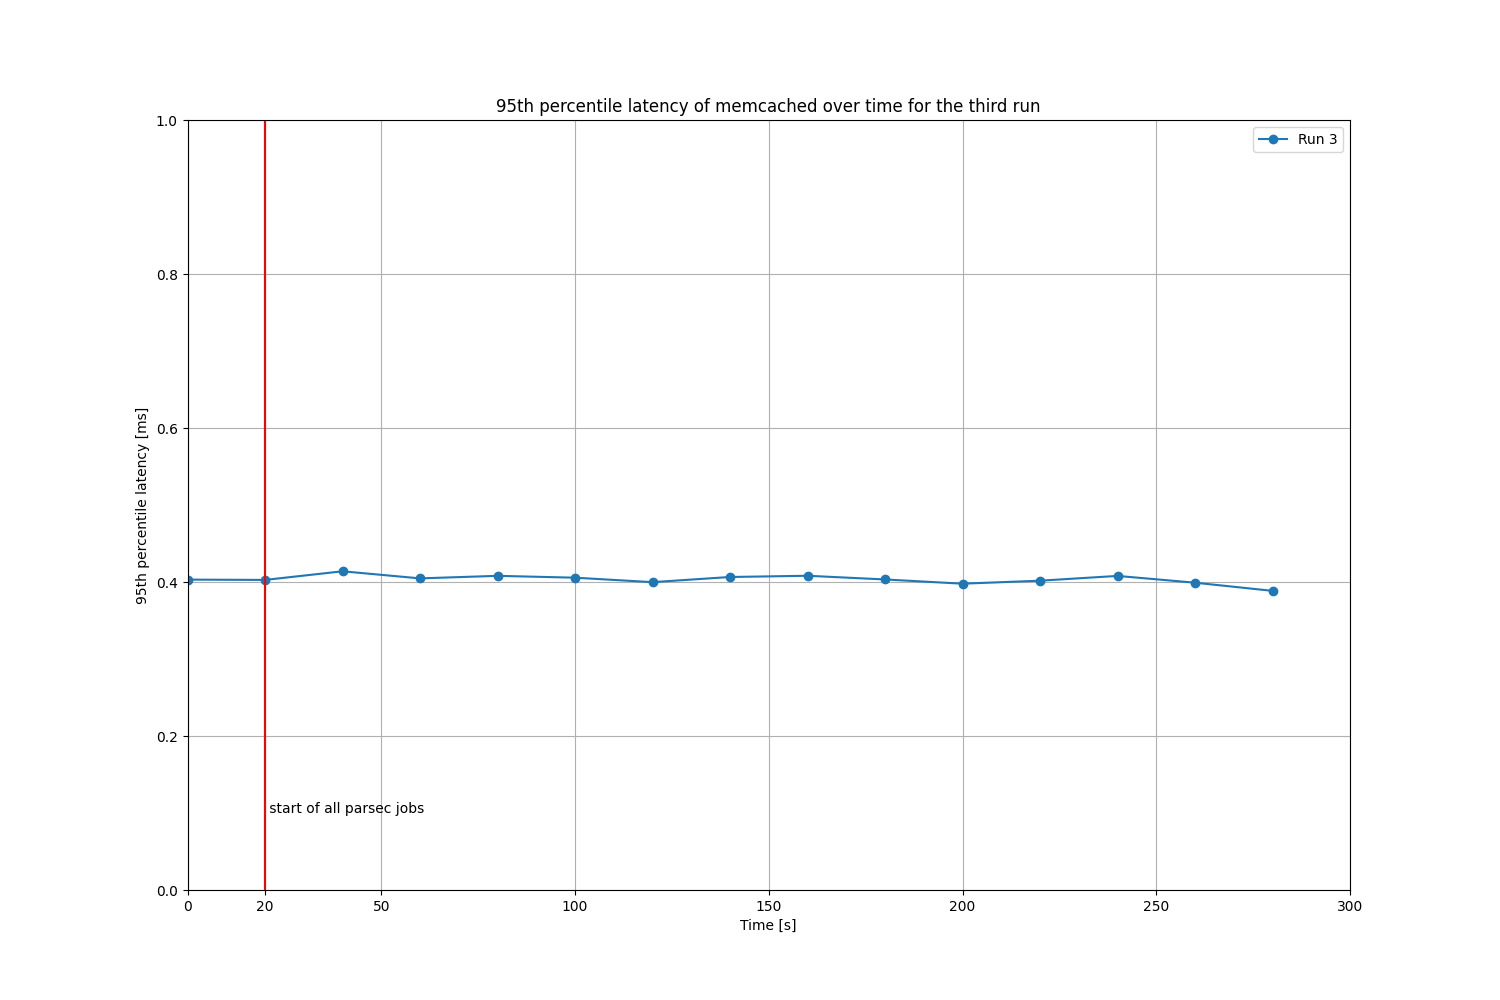 95th percentile latency of memcached over time for the third run
1.0
Run 3
0.8
0.6
95th percentile latency [ms]
0.4
0.2
start of all parsec jobs
0.0
0 20 50 100 150 200 250 300
Time [s]